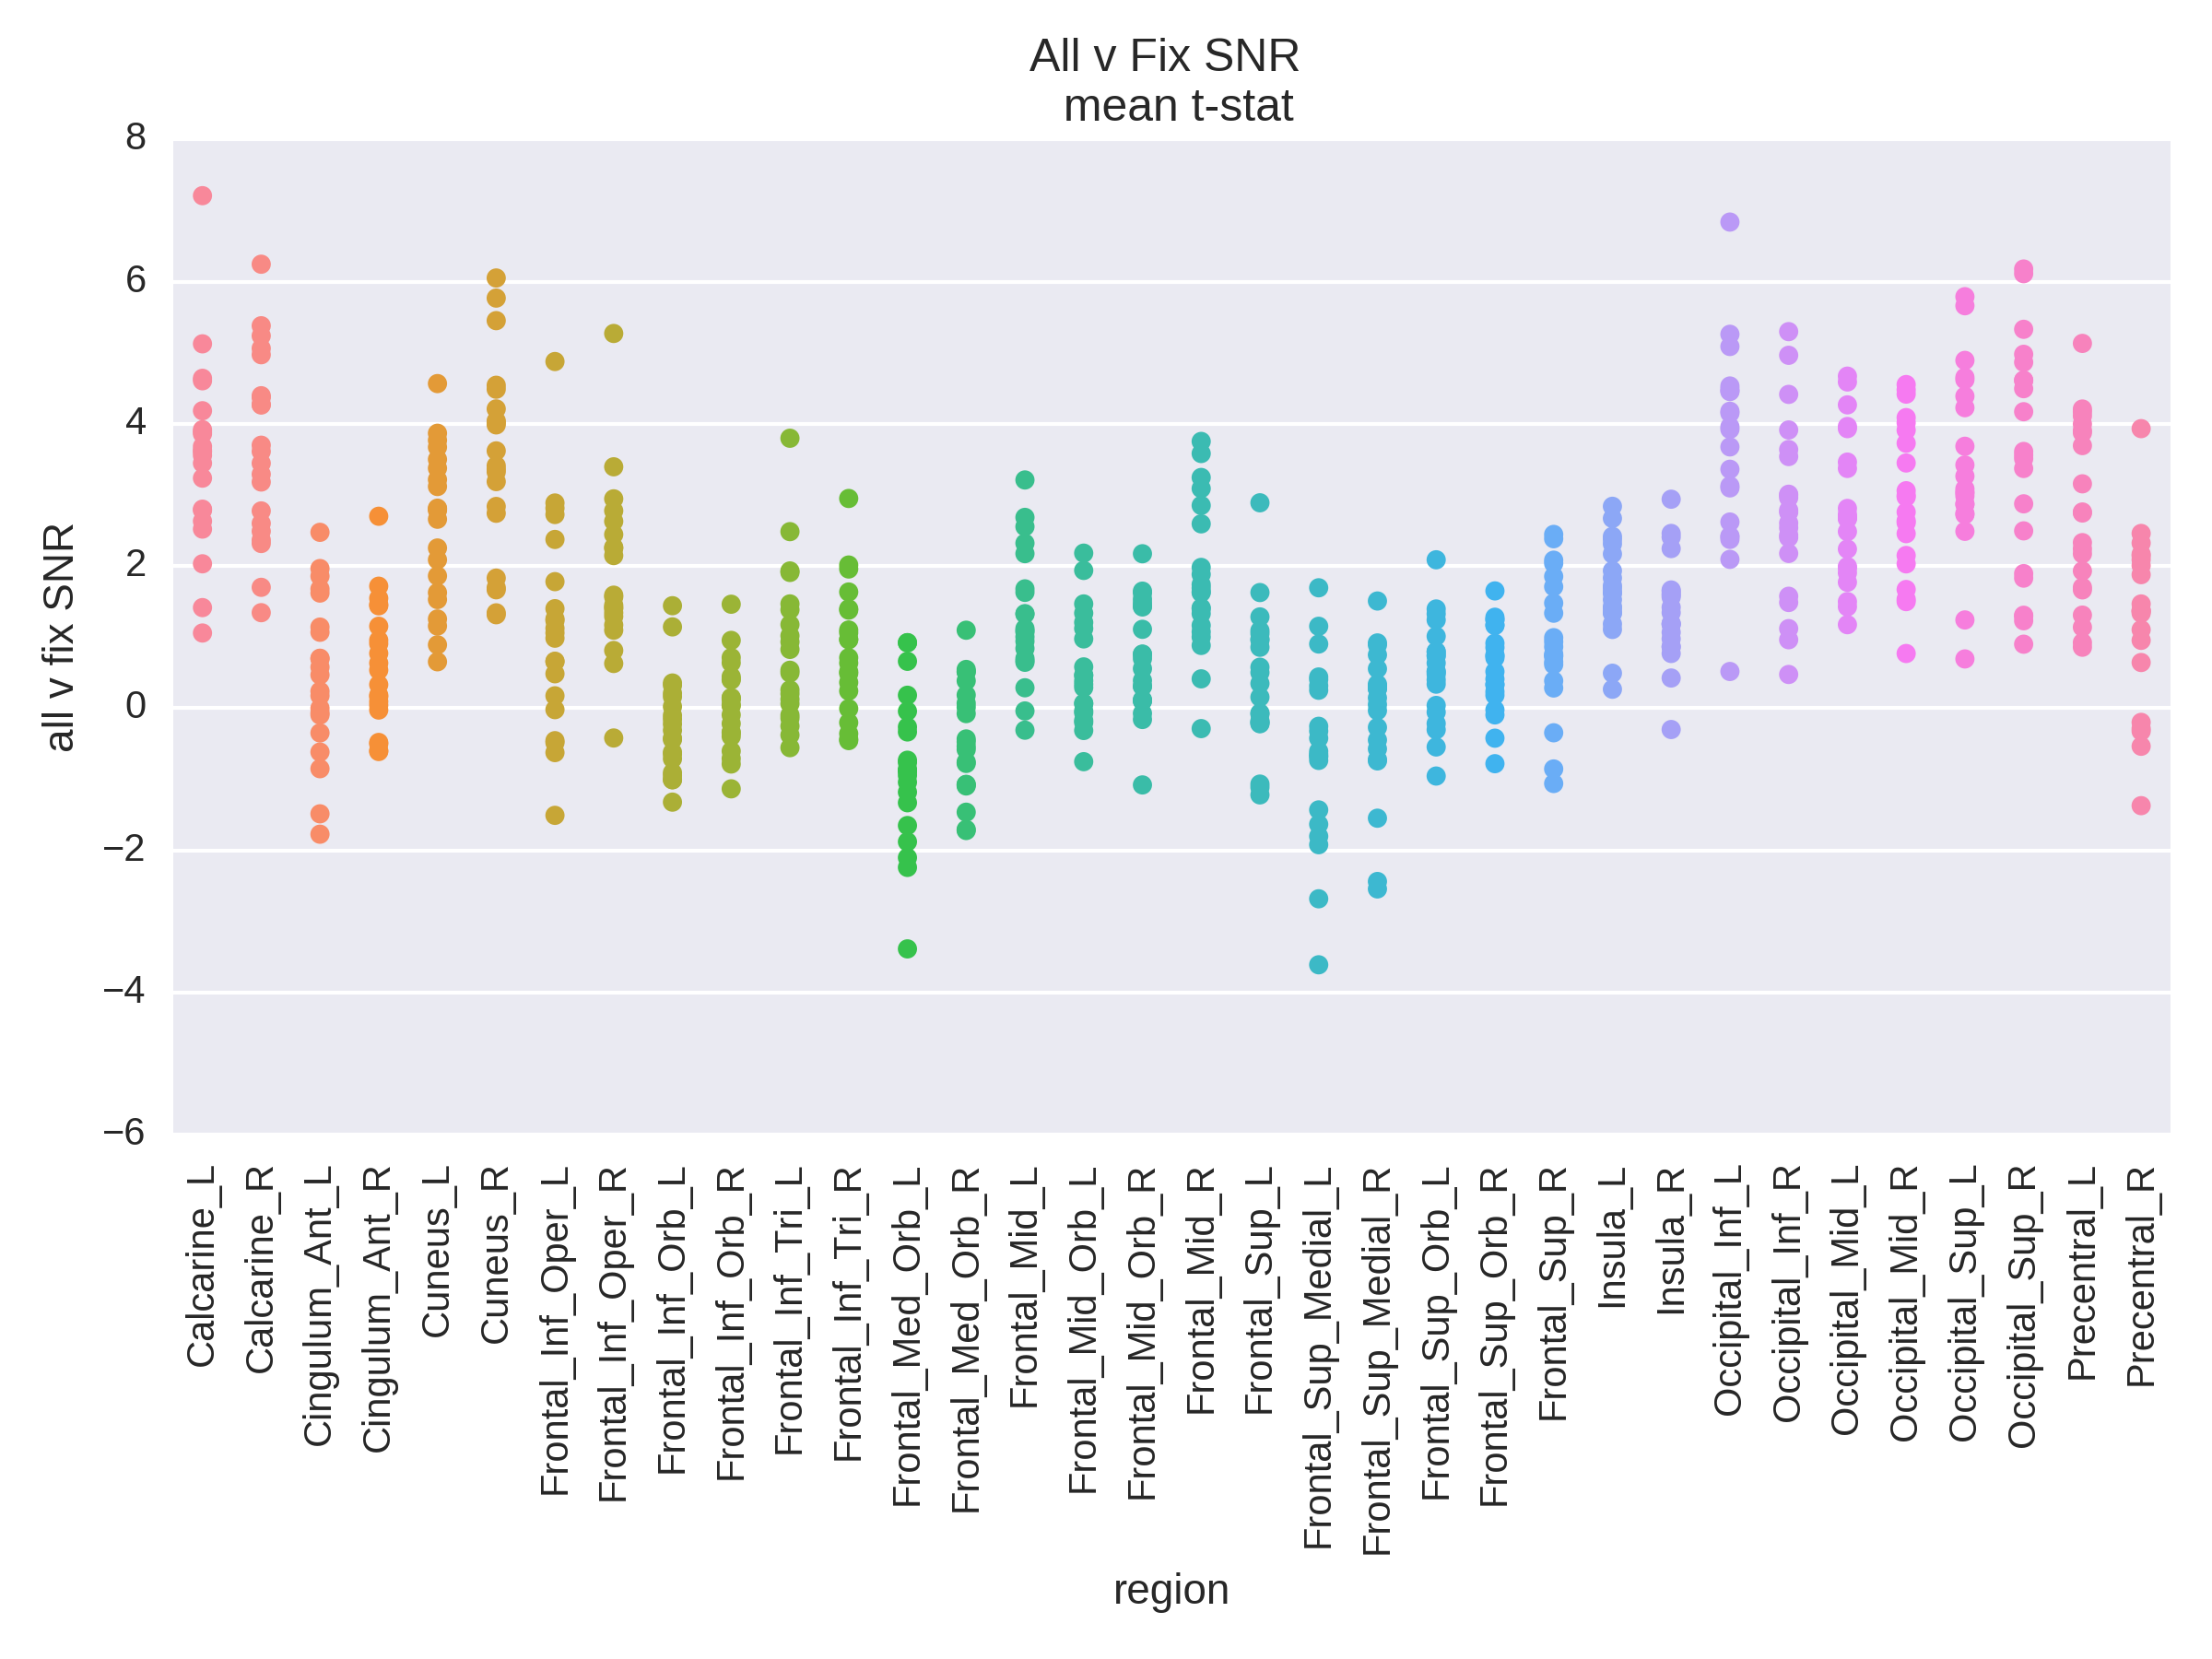 All v Fix SNR
mean t-stat
8
6
4
2
0
−2
−4
−6
all v fix SNR
Calcarine_L
Calcarine_R
Cingulum_Ant_L
Cingulum_Ant_R
Cuneus_L
Cuneus_R
Frontal_Inf_Oper_L
Frontal_Inf_Oper_R
Frontal_Inf_Orb_L
Frontal_Inf_Orb_R
Frontal_Inf_Tri_L
Frontal_Inf_Tri_R
Frontal_Med_Orb_L
Frontal_Med_Orb_R
Frontal_Mid_L
Frontal_Mid_Orb_L
Frontal_Mid_Orb_R
Frontal_Mid_R
Frontal_Sup_L
Frontal_Sup_Medial_L
Frontal_Sup_Medial_R
Frontal_Sup_Orb_L
Frontal_Sup_Orb_R
Frontal_Sup_R
Insula_L
Insula_R
Occipital_Inf_L
Occipital_Inf_R
Occipital_Mid_L
Occipital_Mid_R
Occipital_Sup_L
Occipital_Sup_R
Precentral_L
Precentral_R
region